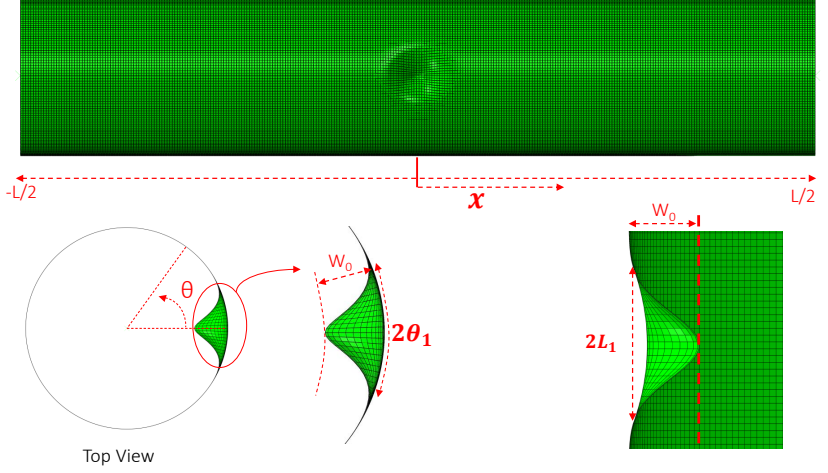 -L/2
x
L/2
W₀
W₀
θ
2θ₁
2L₁
Top View